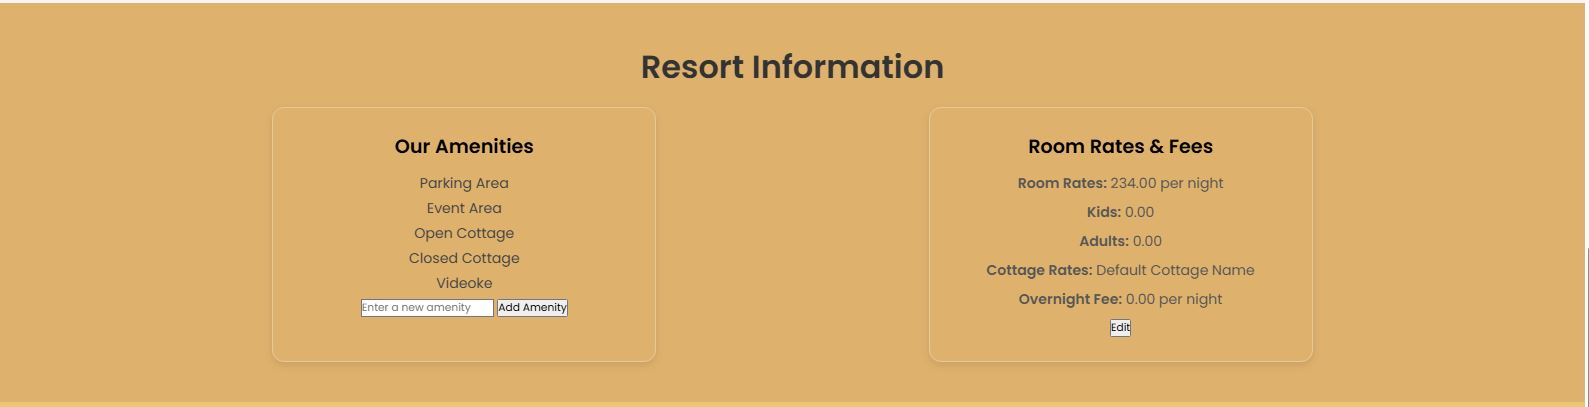 Resort Information
Our Amenities
Parking Area
Event Area
Open Cottage
Closed Cottage
Videoke
Enter a new amenity Add Amenity
Room Rates & Fees
Room Rates: 234.00 per night
Kids: 0.00
Adults: 0.00
Cottage Rates: Default Cottage Name
Overnight Fee: 0.00 per night
Edit